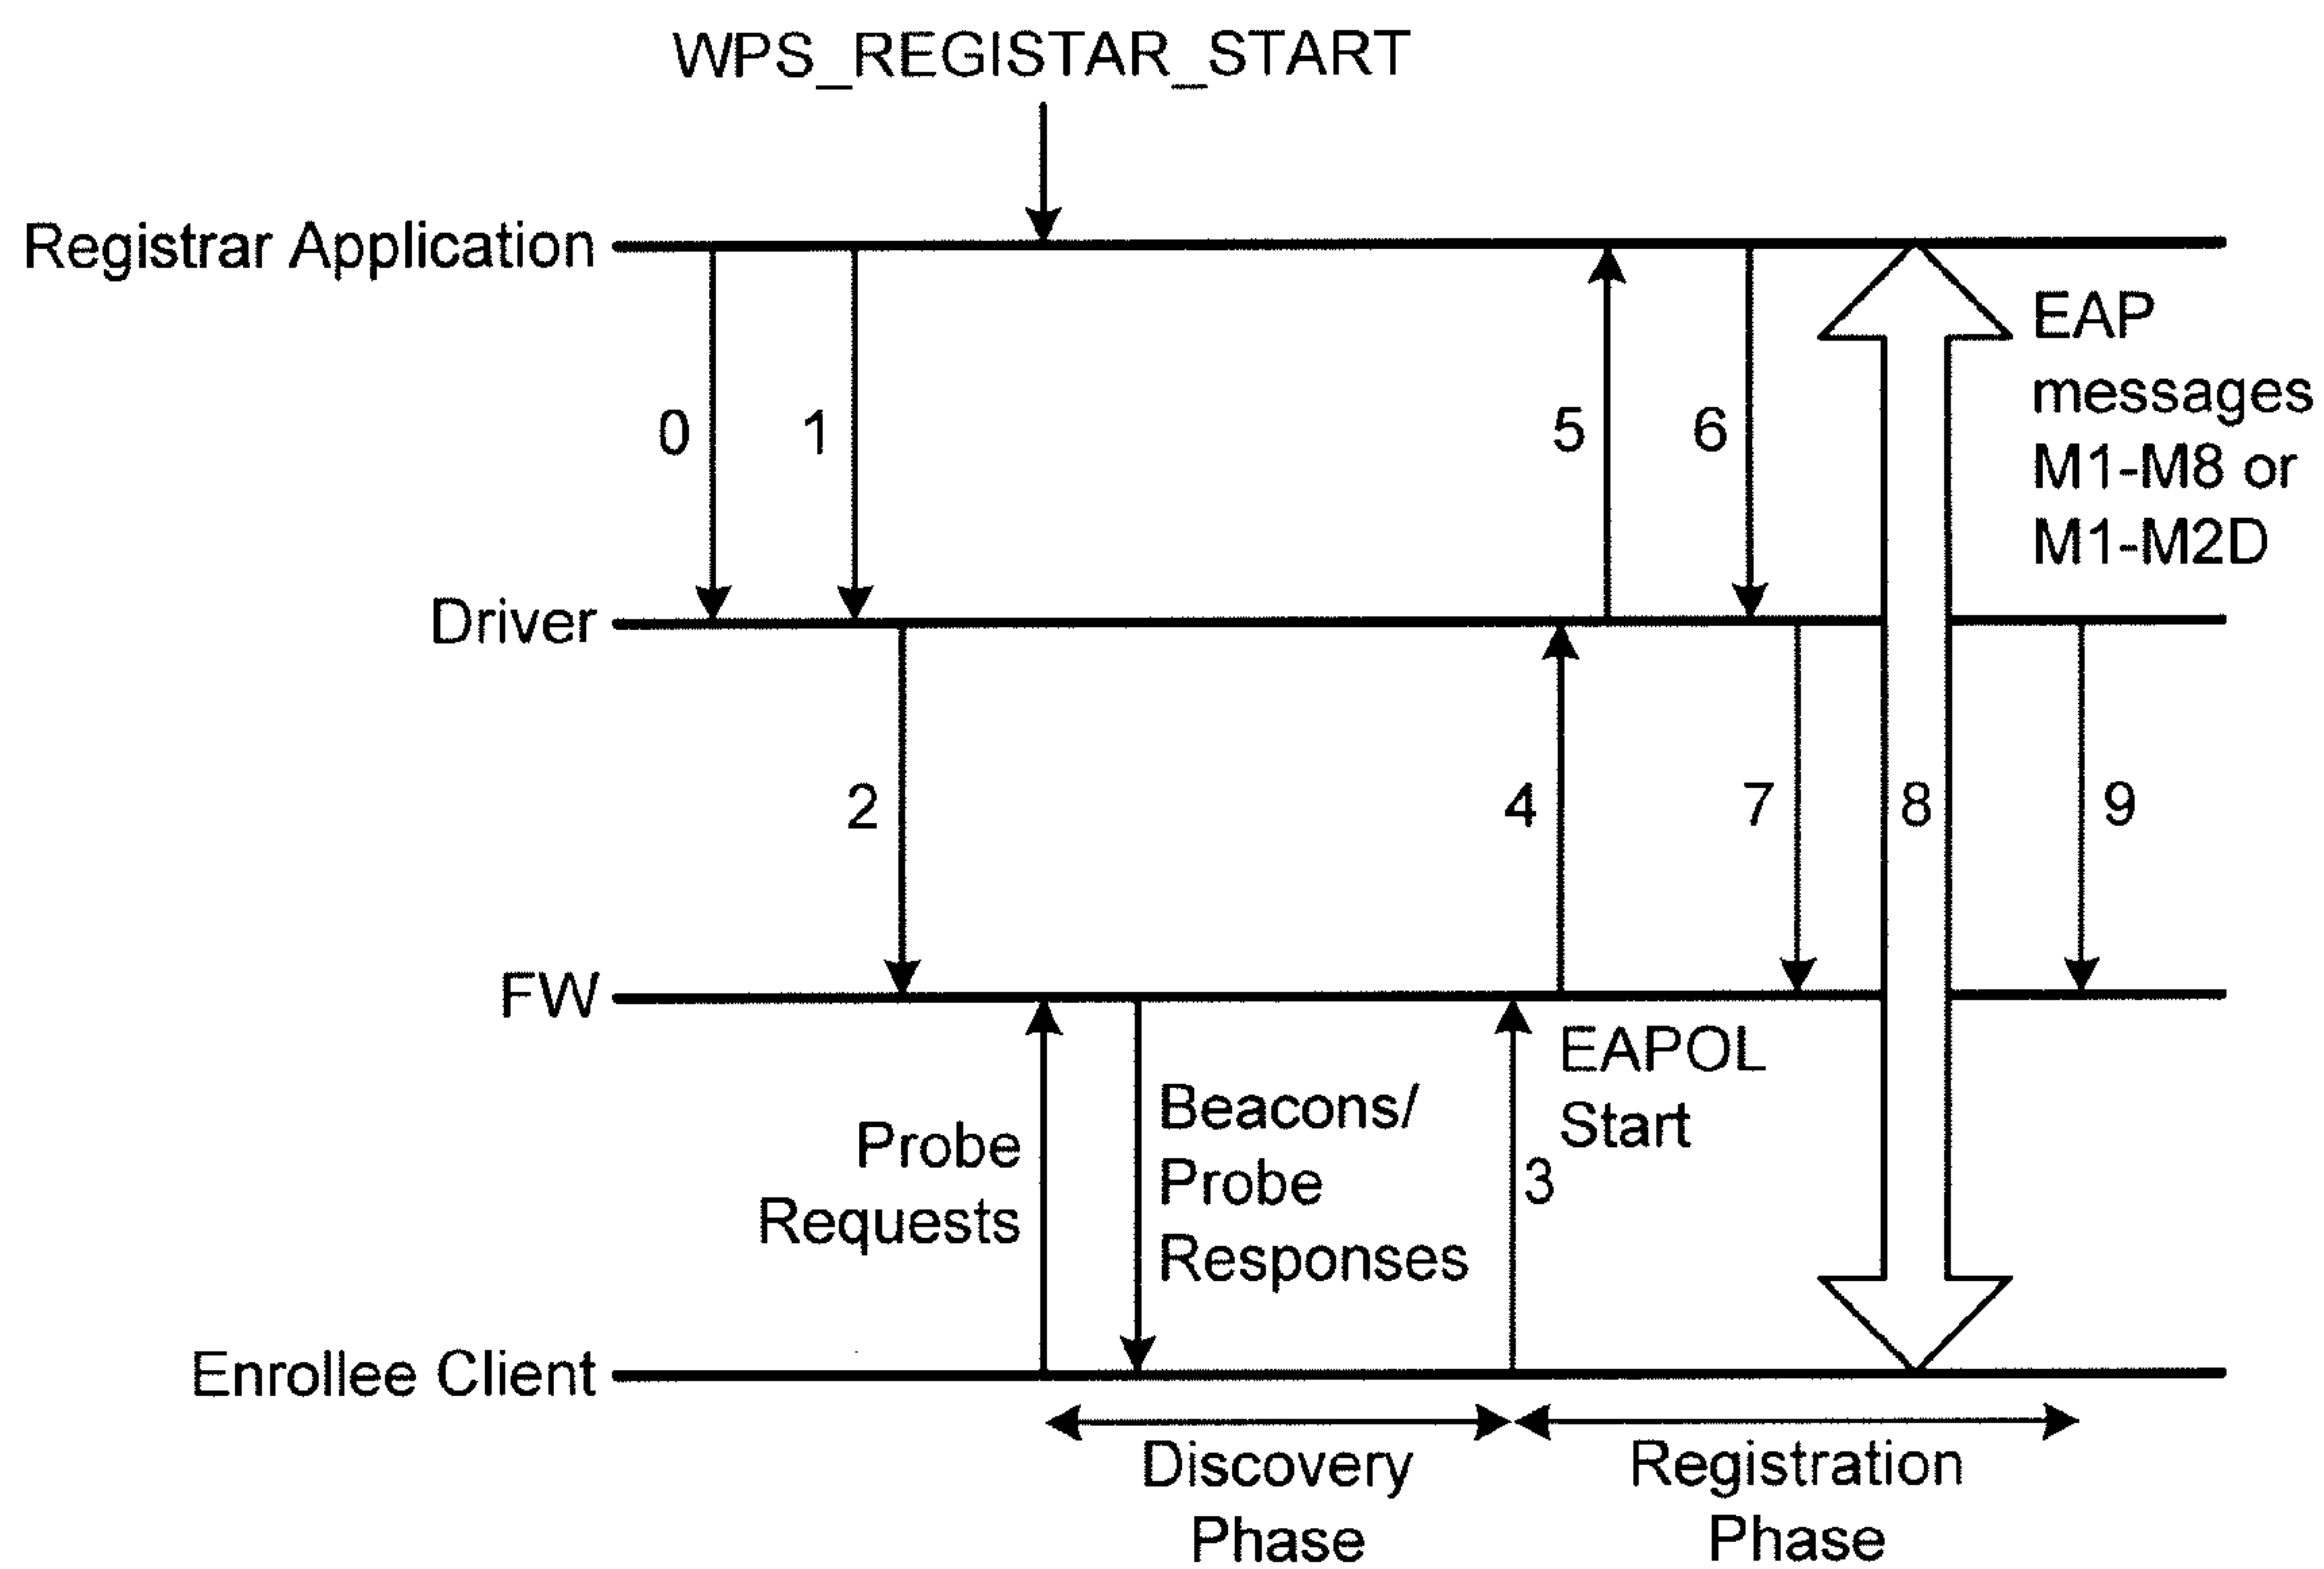 WPS_REGISTAR_START
Registrar Application
EAP
messages
M1-M8 or
M1-M2D
0
1
5
6
Driver
2
4
7
8
9
FW
EAPOL
Start
Beacons/
Probe
Responses
Probe
Requests
3
Enrollee Client
Discovery
Phase
Registration
Phase